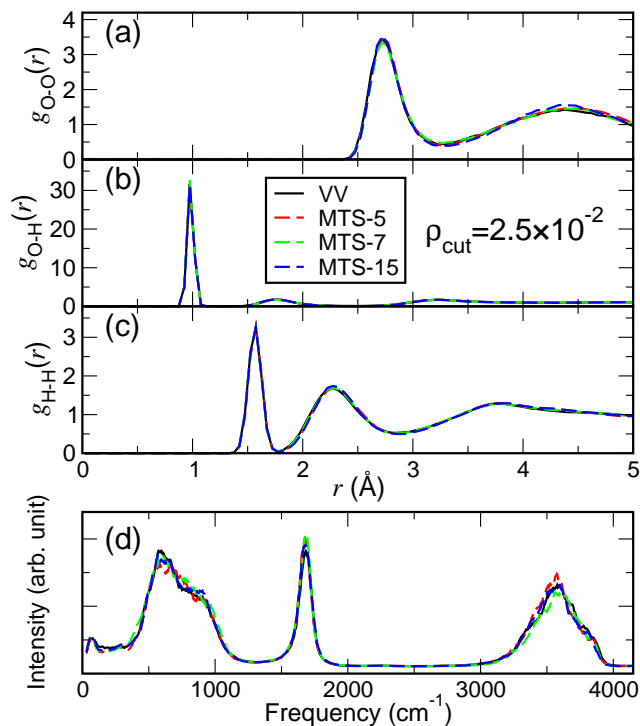 (a)
g_O-O(r)
4
3
2
1
0
(b)
g_O-H(r)
30
20
10
0
VV
MTS-5
MTS-7
MTS-15
ρ_cut=2.5×10^-2
(c)
g_H-H(r)
3
2
1
0
0 1 2 3 4 5
r (Å)
(d)
Intensity (arb. unit)
0 1000 2000 3000 4000
Frequency (cm^-1)